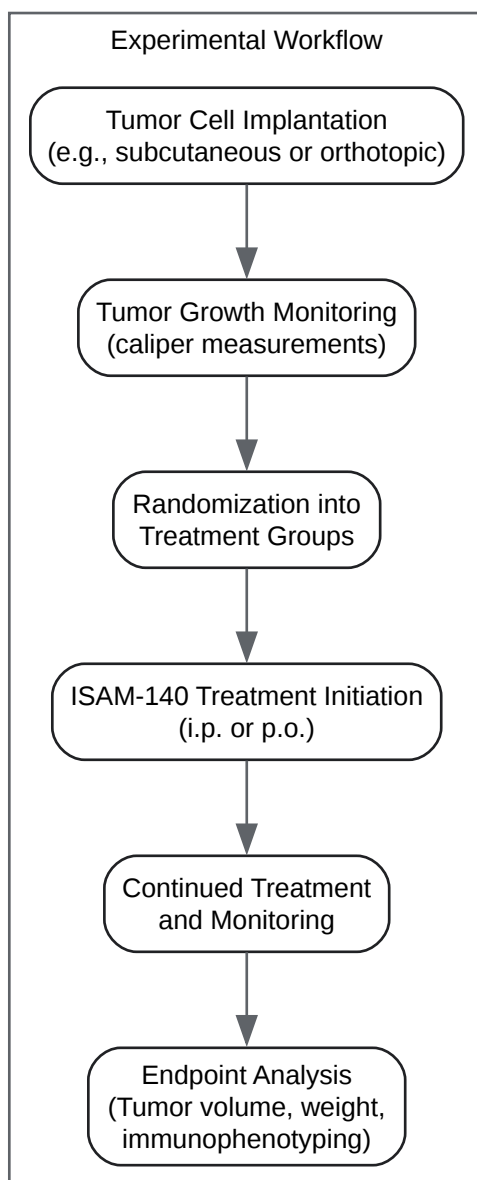 Experimental Workflow
Tumor Cell Implantation
(e.g., subcutaneous or orthotopic)
Tumor Growth Monitoring
(caliper measurements)
Randomization into
Treatment Groups
ISAM-140 Treatment Initiation
(i.p. or p.o.)
Continued Treatment
and Monitoring
Endpoint Analysis
(Tumor volume, weight,
immunophenotyping)